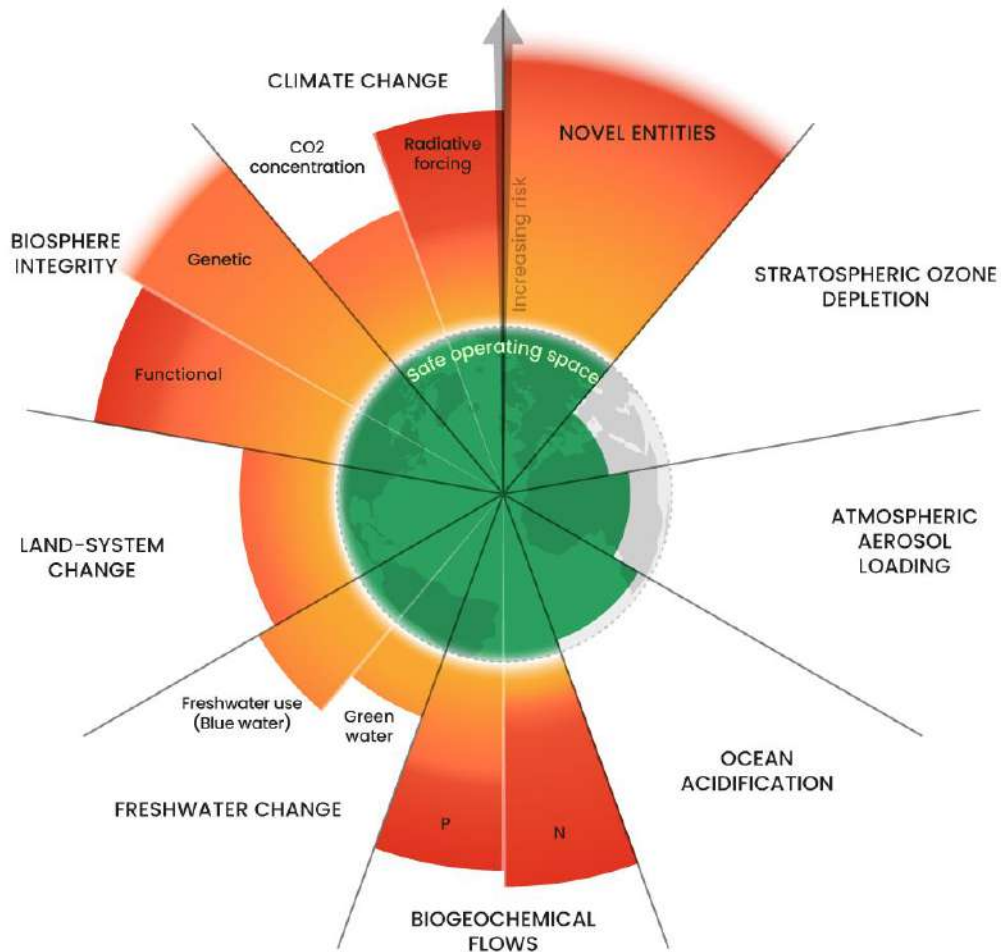 CLIMATE CHANGE
CO2
concentration
Radiative
forcing
NOVEL ENTITIES
Increasing risk
BIOSPHERE
INTEGRITY
Genetic
Functional
STRATOSPHERIC OZONE
DEPLETION
Safe operating space
LAND-SYSTEM
CHANGE
ATMOSPHERIC
AEROSOL
LOADING
Freshwater use
(Blue water)
Green
water
FRESHWATER CHANGE
OCEAN
ACIDIFICATION
P
N
BIOGEOCHEMICAL
FLOWS